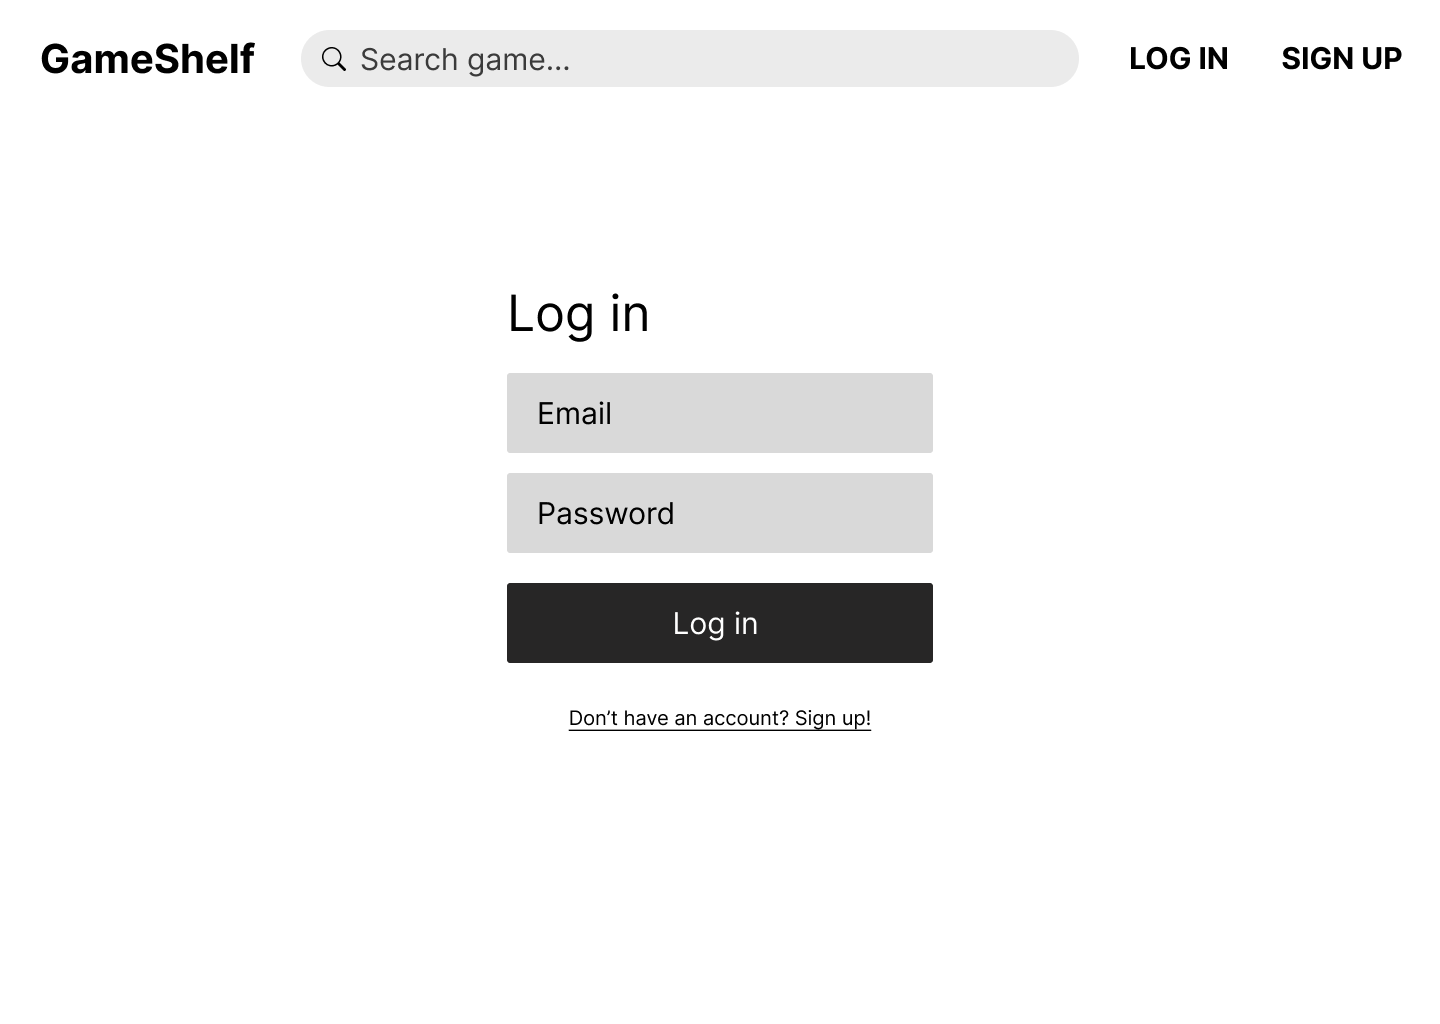 GameShelf
Search game...
LOG IN
SIGN UP
Log in
Email
Password
Log in
Don’t have an account? Sign up!